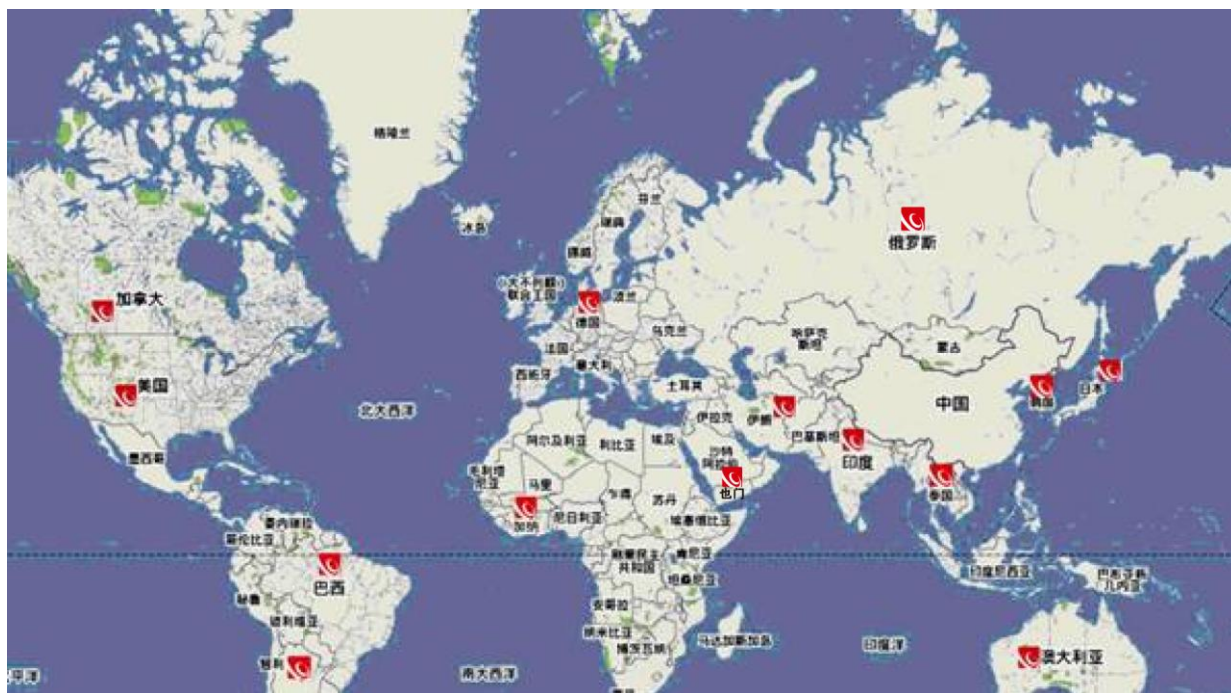 格陵兰
冰岛
芬兰
瑞典
挪威
俄罗斯
(大不列颠)
联合王国
波兰
德国
加拿大
乌克兰
哈萨克
斯坦
蒙古
法国
意大利
西班牙
土耳其
美国
日本
韩国
中国
北大西洋
伊拉克
伊朗
巴基斯坦
阿尔及利亚
利比亚
埃及
沙特
阿拉伯
印度
墨西哥
毛利塔
尼亚
马里
乍得
苏丹
也门
泰国
加纳
尼日利亚
埃塞俄比亚
委内瑞拉
哥伦比亚
刚果民主
共和国
肯尼亚
坦桑尼亚
印度尼西亚
巴布亚新
几内亚
巴西
秘鲁
玻利维亚
安哥拉
纳米比亚
博茨瓦纳
马达加斯加岛
印度洋
澳大利亚
智利
南大西洋
平洋